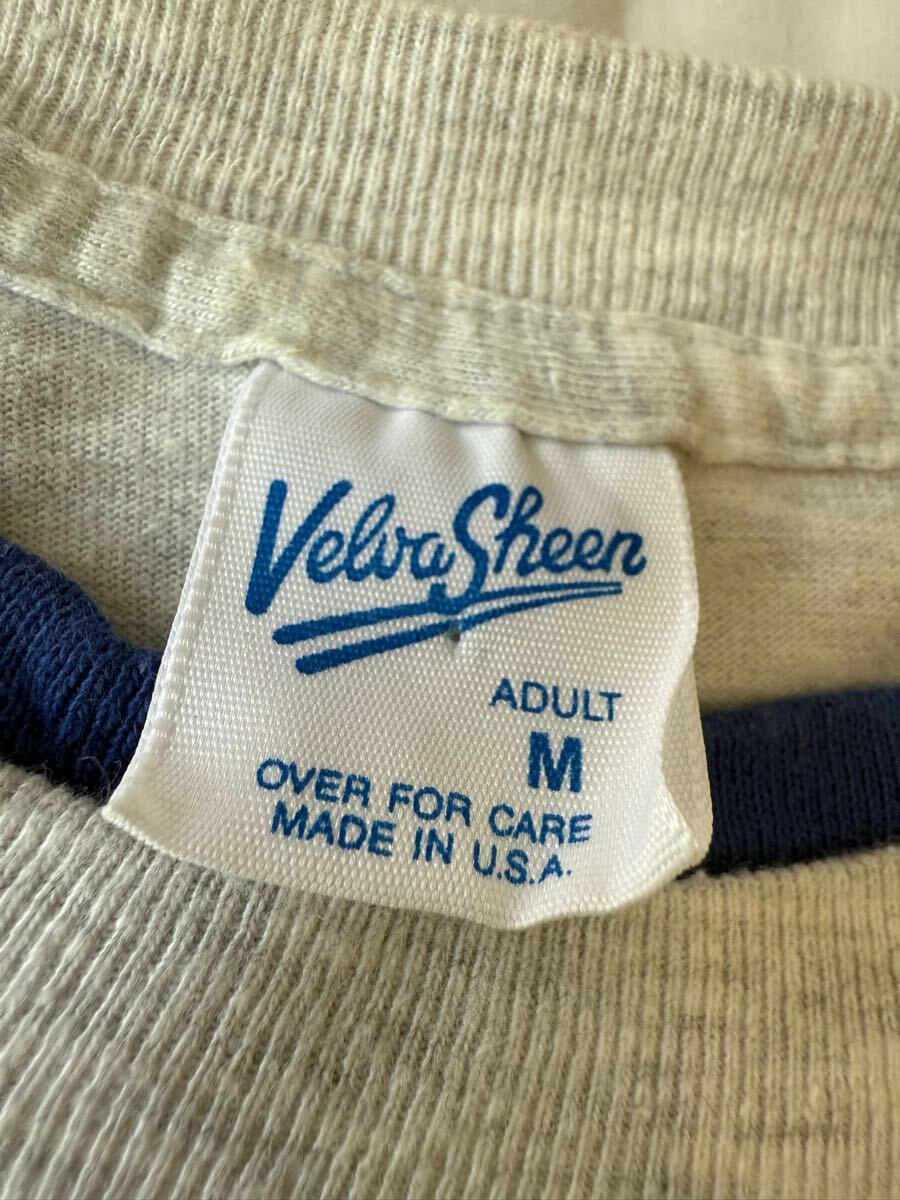 Velva Sheen
ADULT
M
OVER FOR CARE
MADE IN U.S.A.